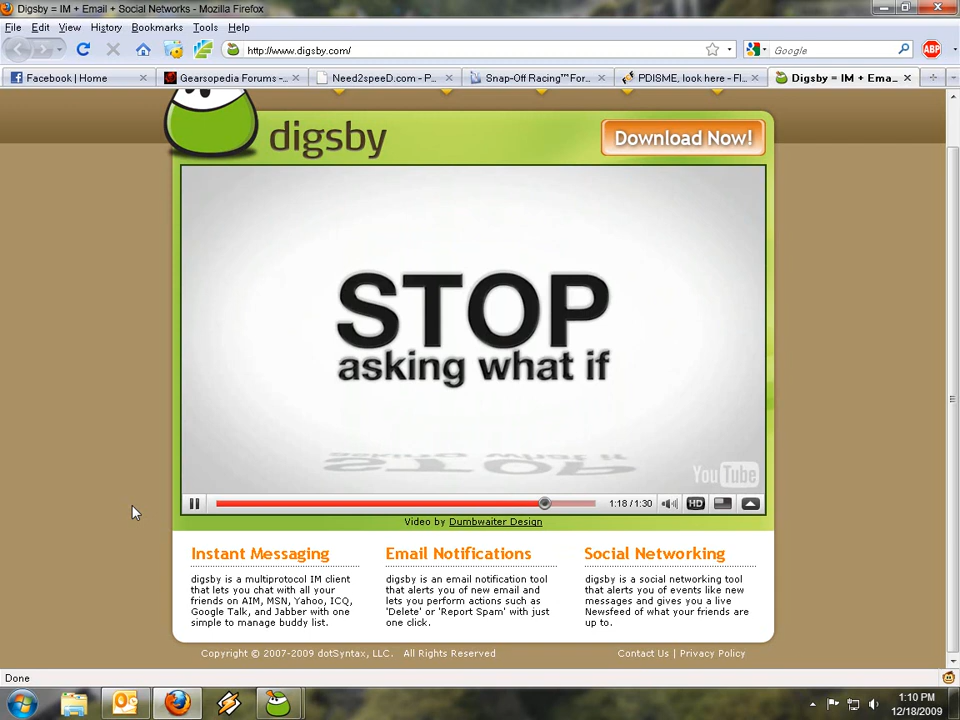 Digsby = IM + Email + Social Networks - Mozilla Firefox
File Edit View History Bookmarks Tools Help
http://www.digsby.com/
Google
ABP
Facebook | Home
Gearsopedia Forums -...
Need2speeD.com - P...
Snap-Off Racing™ For...
PDISME, look here - Fl...
Digsby = IM + Ema...
digsby
Download Now!
STOP
asking what if
YouTube
1:18 / 1:30
HD
Video by Dumbwaiter Design
Instant Messaging
digsby is a multiprotocol IM client
that lets you chat with all your
friends on AIM, MSN, Yahoo, ICQ,
Google Talk, and Jabber with one
simple to manage buddy list.
Email Notifications
digsby is an email notification tool
that alerts you of new email and
lets you perform actions such as
'Delete' or 'Report Spam' with just
one click.
Social Networking
digsby is a social networking tool
that alerts you of events like new
messages and gives you a live
Newsfeed of what your friends are
up to.
Copyright © 2007-2009 dotSyntax, LLC. All Rights Reserved
Contact Us | Privacy Policy
Done
1:10 PM
12/18/2009